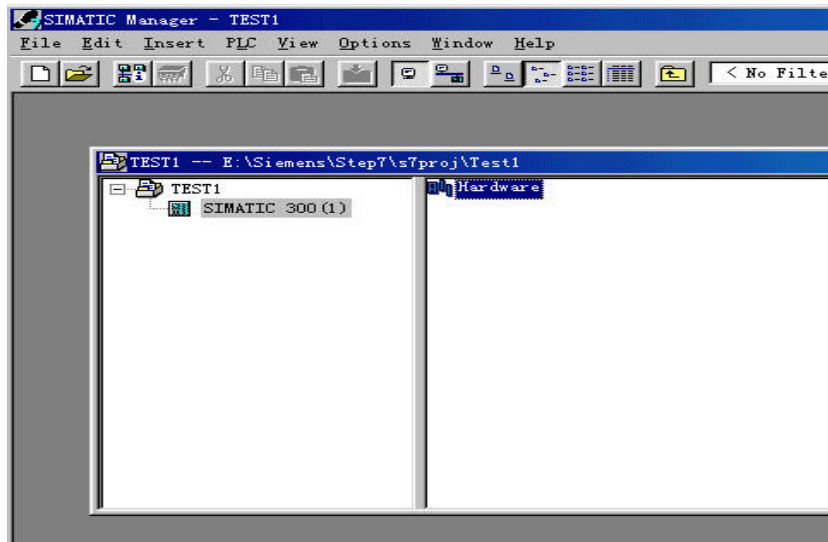 SIMATIC Manager - TEST1
File Edit Insert PLC View Options Window Help
< No Filte
TEST1 -- E:\Siemens\Step7\s7proj\Test1
TEST1
Hardware
SIMATIC 300(1)